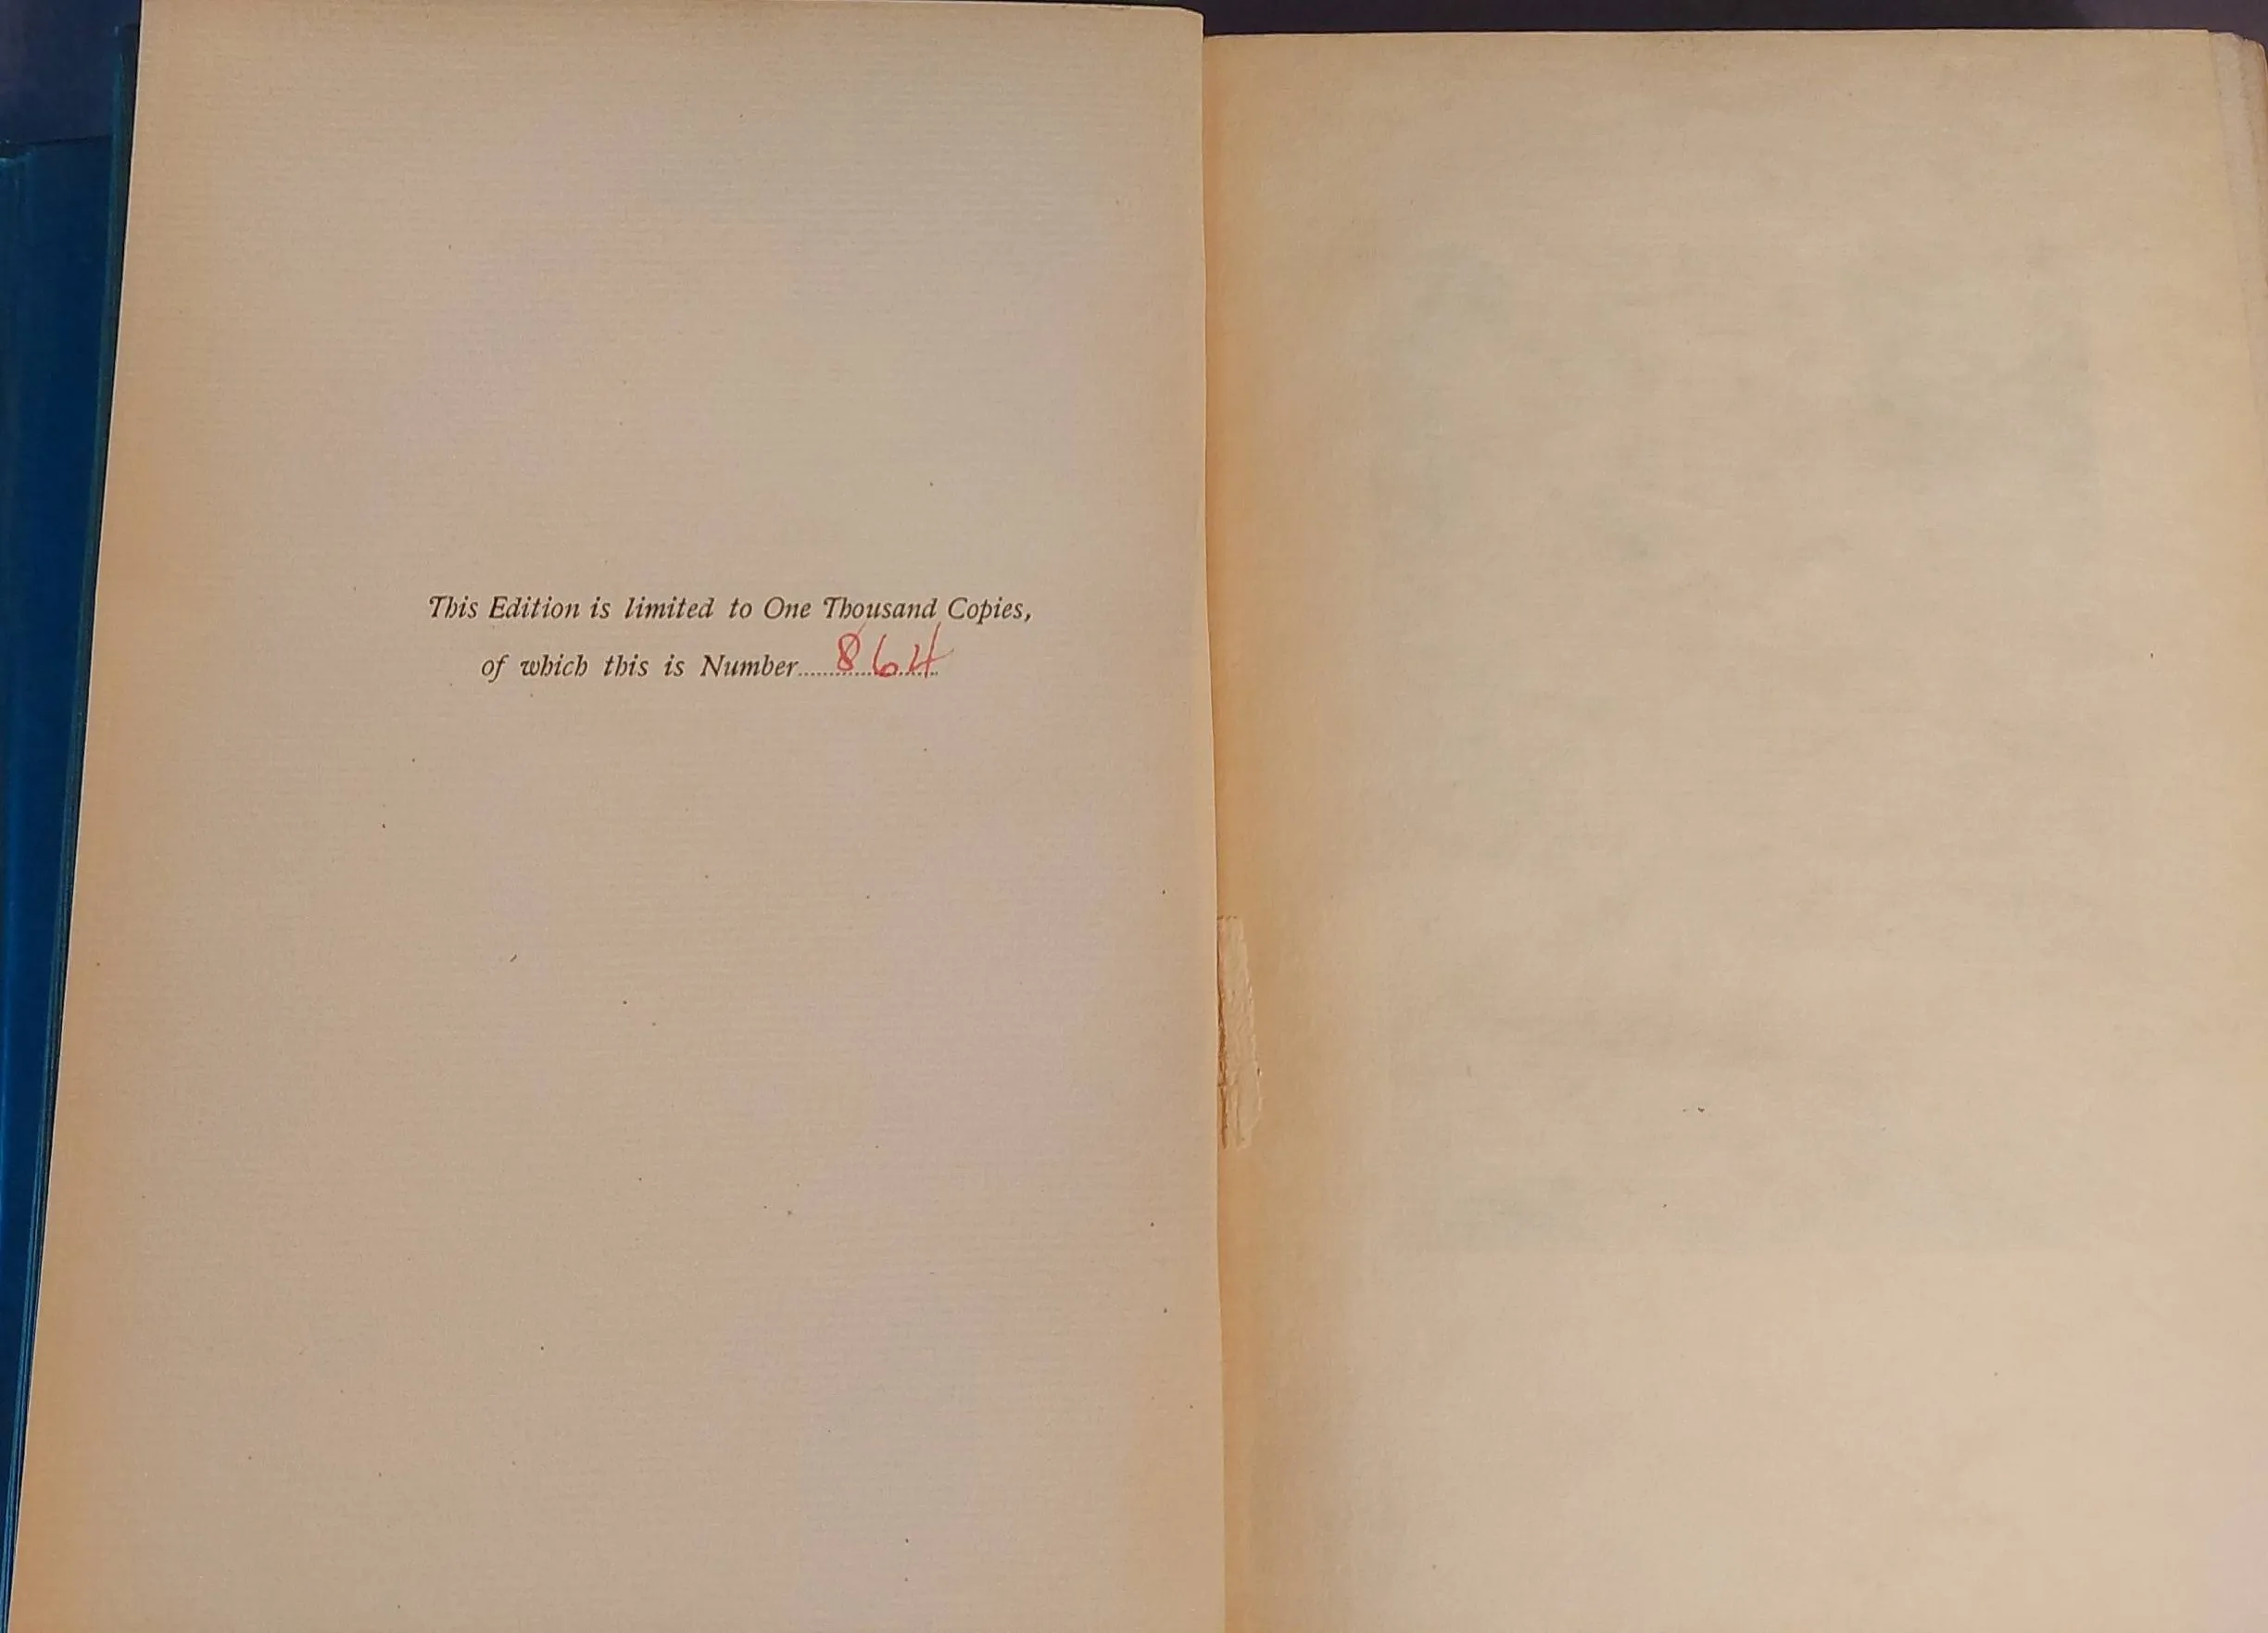 This Edition is limited to One Thousand Copies,
of which this is Number..........864